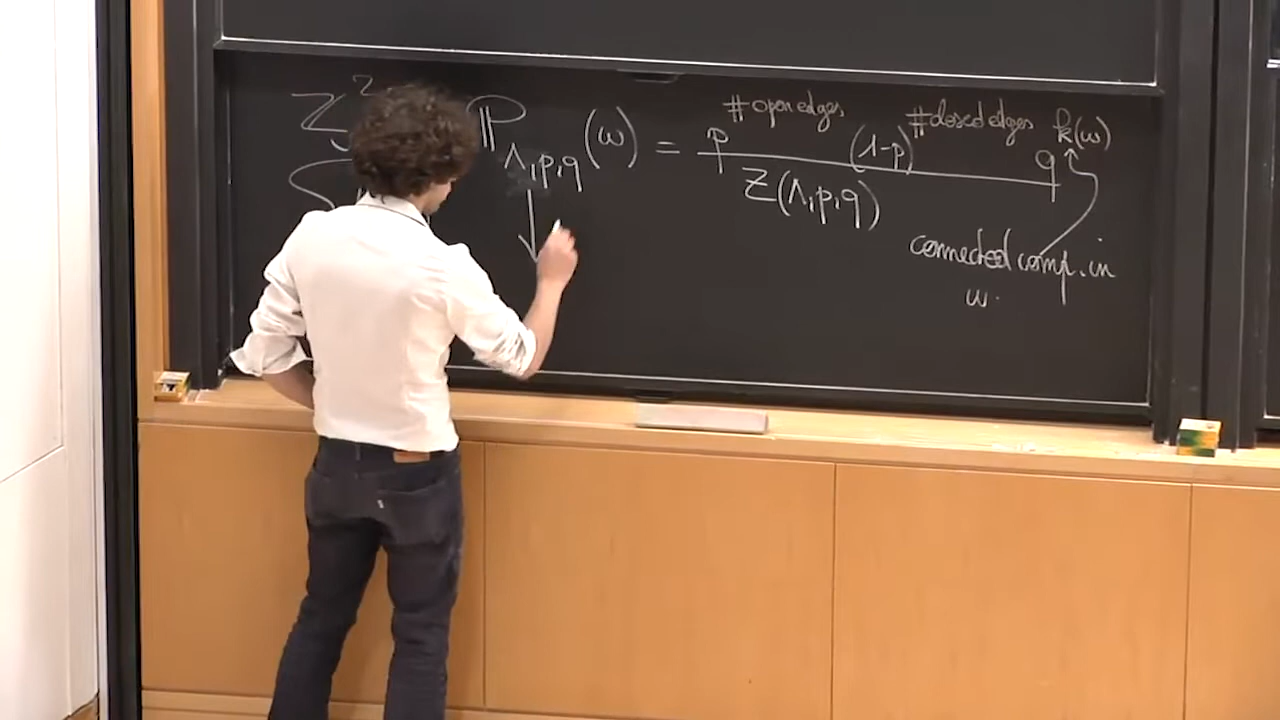 Z² P_{Λ,p,q}(ω) = p^{#open edges} (1-p)^{#closed edges} q^{k(ω)}
Z(Λ,p,q)
connected comp. in
ω.